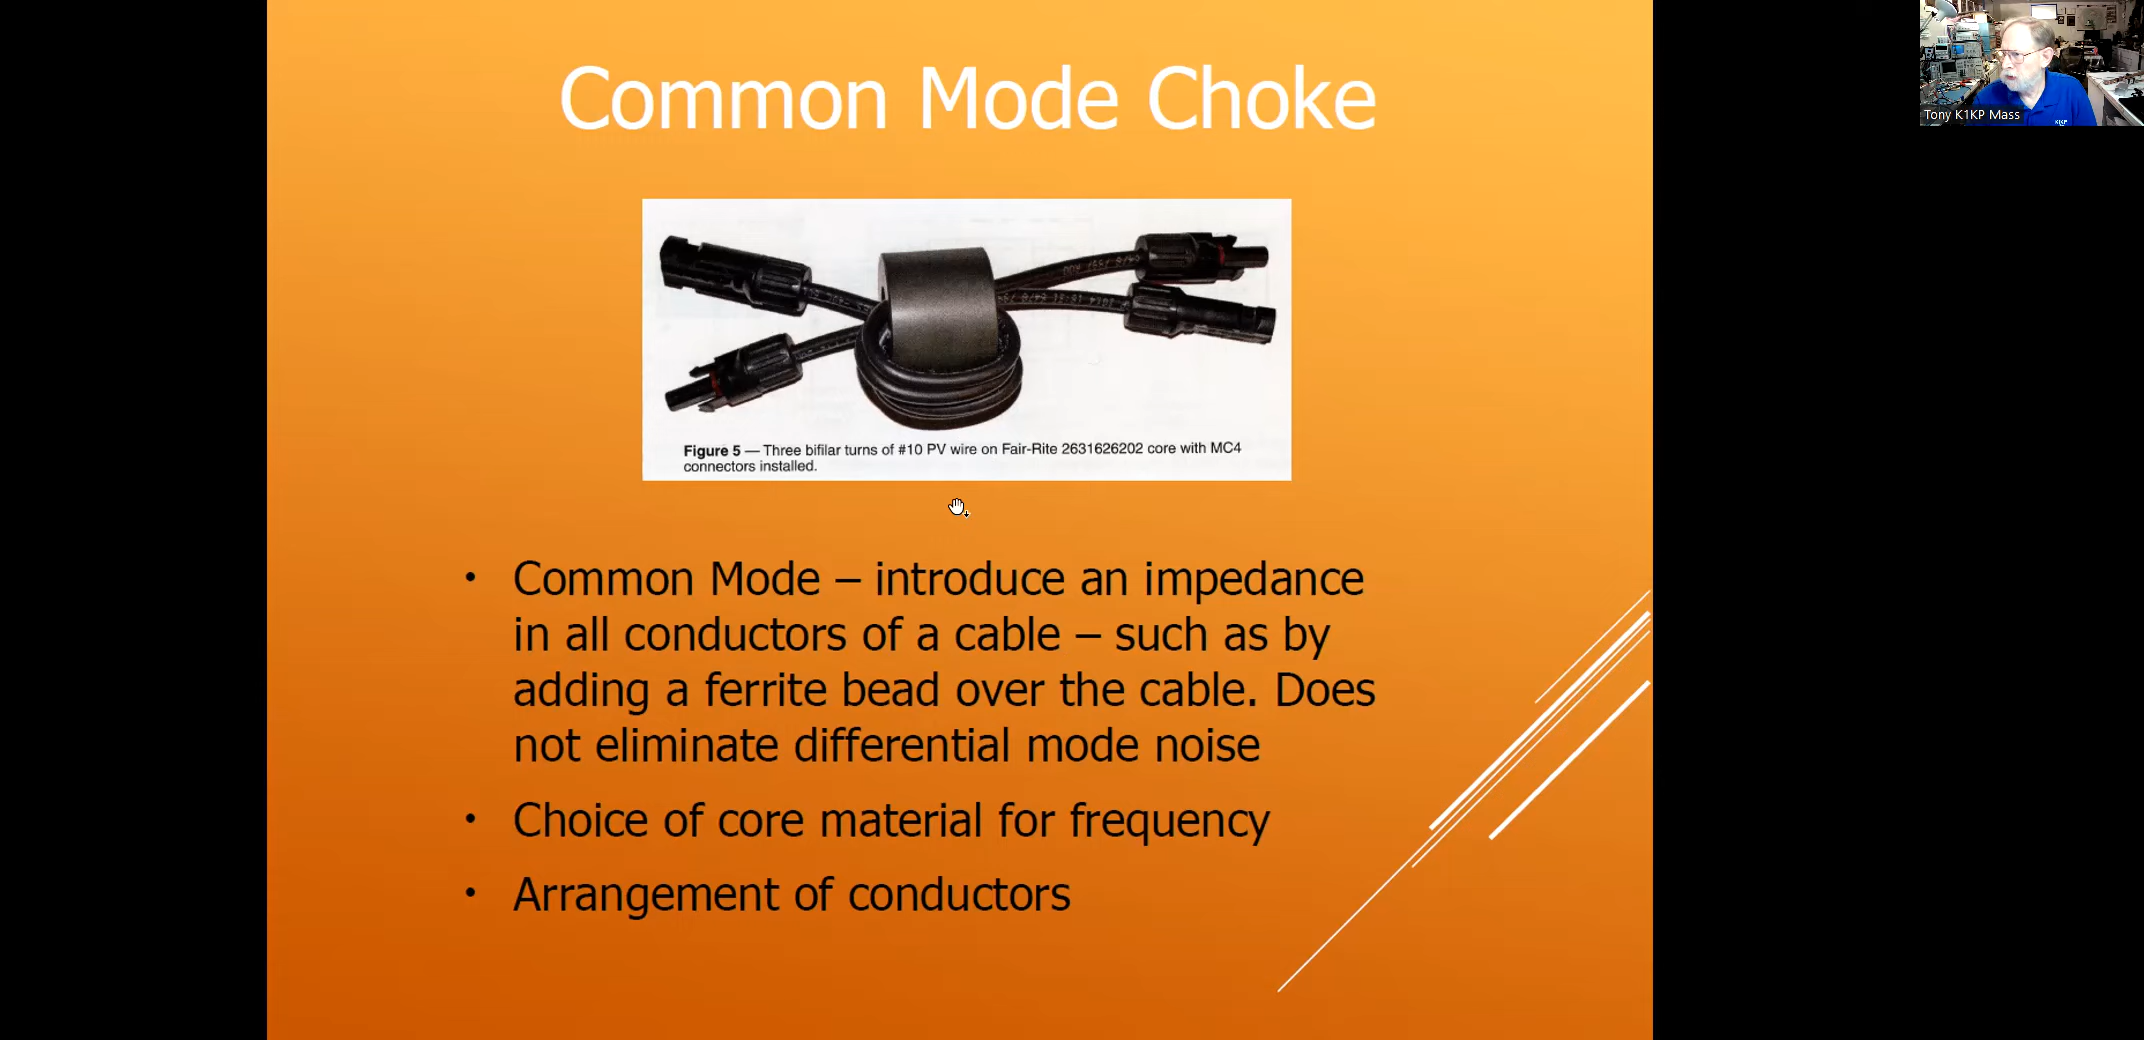 Common Mode Choke
Figure 5 — Three bifilar turns of #10 PV wire on Fair-Rite 2631626202 core with MC4
connectors installed.
• Common Mode – introduce an impedance
in all conductors of a cable – such as by
adding a ferrite bead over the cable. Does
not eliminate differential mode noise
• Choice of core material for frequency
• Arrangement of conductors
Tony K1KP Mass
K1KP